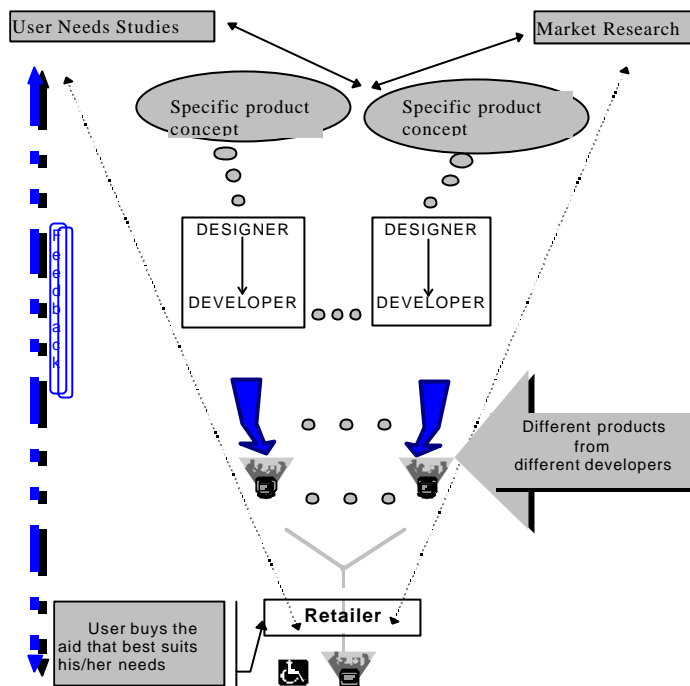 User Needs Studies
Market Research
Specific product
concept
Specific product
concept
DESIGNER
DEVELOPER
DESIGNER
DEVELOPER
Feedback
Different products
from
different developers
Retailer
User buys the
aid that best suits
his/her needs